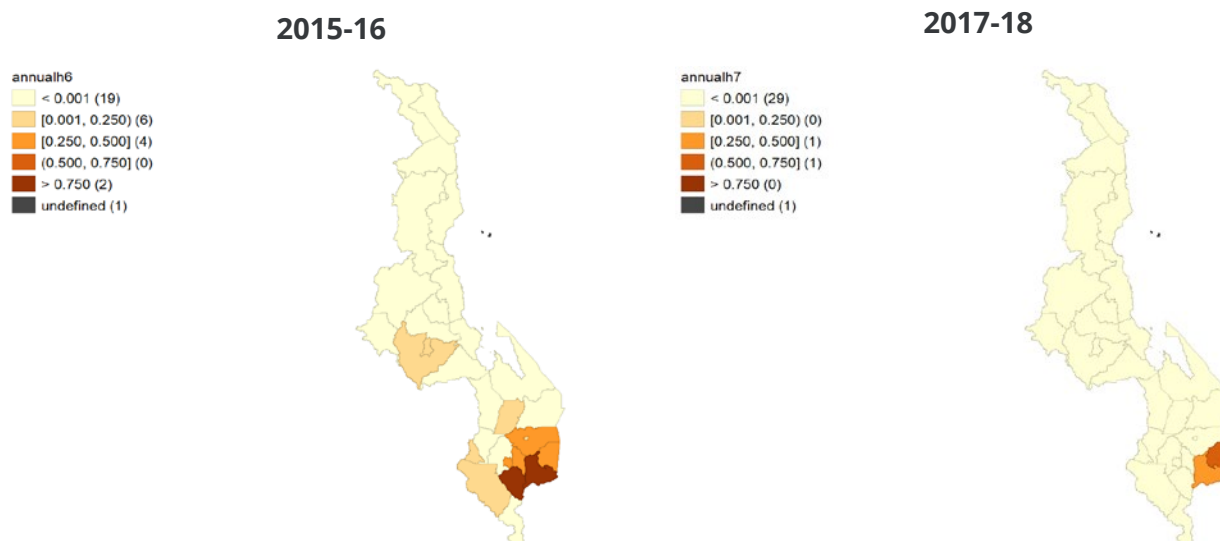 2015-16
2017-18
annualh6
< 0.001 (19)
[0.001, 0.250) (6)
[0.250, 0.500] (4)
(0.500, 0.750] (0)
> 0.750 (2)
undefined (1)
annualh7
< 0.001 (29)
[0.001, 0.250) (0)
[0.250, 0.500] (1)
(0.500, 0.750] (1)
> 0.750 (0)
undefined (1)